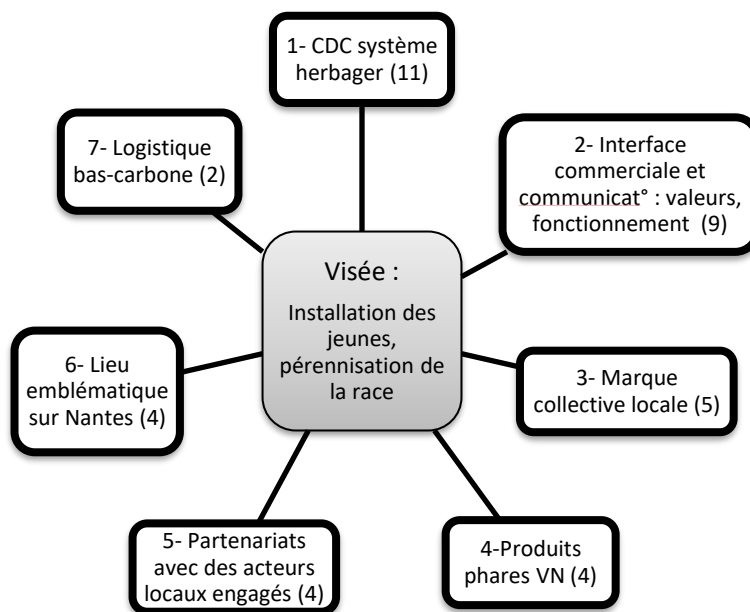 1- CDC système
herbager (11)
2- Interface
commerciale et
communicat° : valeurs,
fonctionnement (9)
3- Marque
collective locale (5)
4-Produits
phares VN (4)
5- Partenariats
avec des acteurs
locaux engagés (4)
6- Lieu
emblématique
sur Nantes (4)
7- Logistique
bas-carbone (2)
Visée :
Installation des
jeunes,
pérennisation de
la race